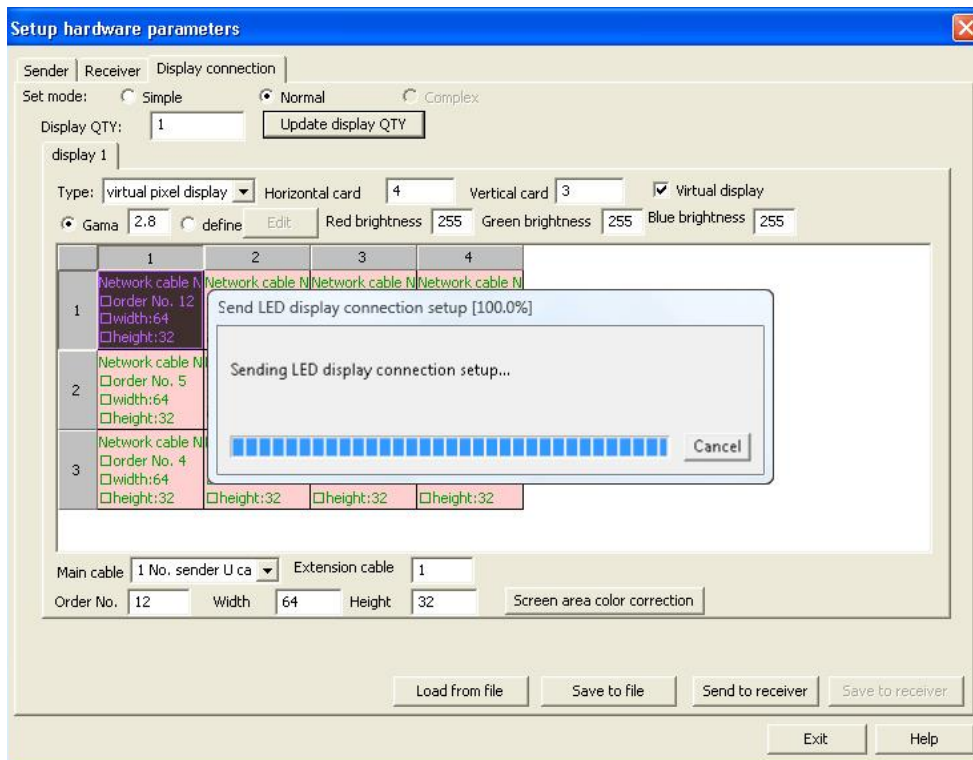 Setup hardware parameters
Sender Receiver Display connection
Set mode: Simple Normal Complex
Display QTY: 1 Update display QTY
display 1
Type: virtual pixel display Horizontal card 4 Vertical card 3 Virtual display
Gama 2.8 define Edit Red brightness 255 Green brightness 255 Blue brightness 255
1 2 3 4
Network cable N Network cable N Network cable N Network cable N
1 order No. 12
width:64
height:32
Send LED display connection setup [100.0%]
Sending LED display connection setup...
Cancel
Network cable N
2 order No. 5
width:64
height:32
Network cable N
3 order No. 4
width:64
height:32 height:32 height:32 height:32
Main cable 1 No. sender U ca Extension cable 1
Order No. 12 Width 64 Height 32 Screen area color correction
Load from file Save to file Send to receiver Save to receiver
Exit Help